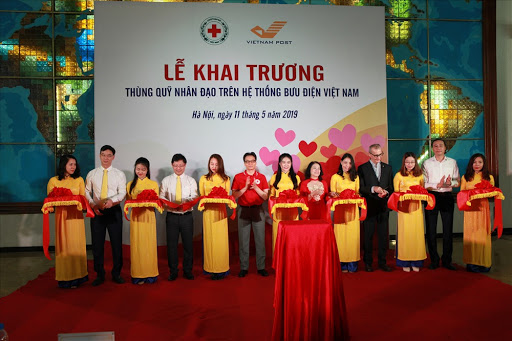 VIETNAM POST
LỄ KHAI TRƯƠNG
THÙNG QUỸ NHÂN ĐẠO TRÊN HỆ THỐNG BƯU ĐIỆN VIỆT NAM
Hà Nội, ngày 11 tháng 5 năm 2019